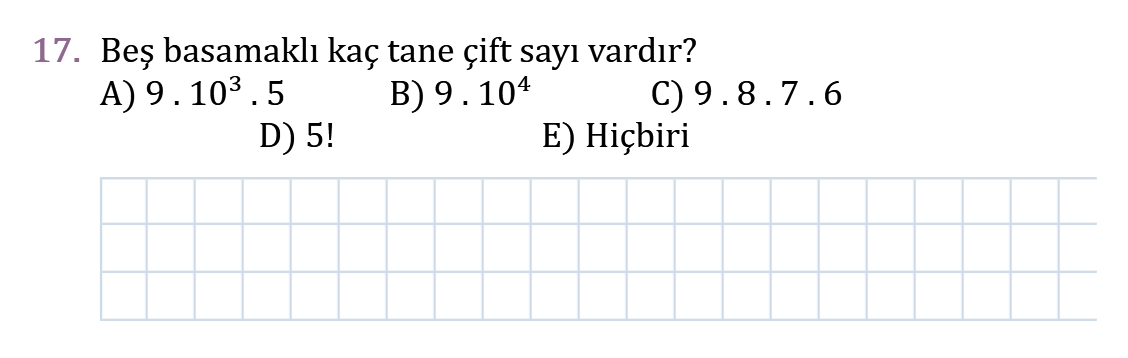 17. Beş basamaklı kaç tane çift sayı vardır?
A) 9 . 10³ . 5 B) 9 . 10⁴ C) 9 . 8 . 7 . 6
D) 5! E) Hiçbiri